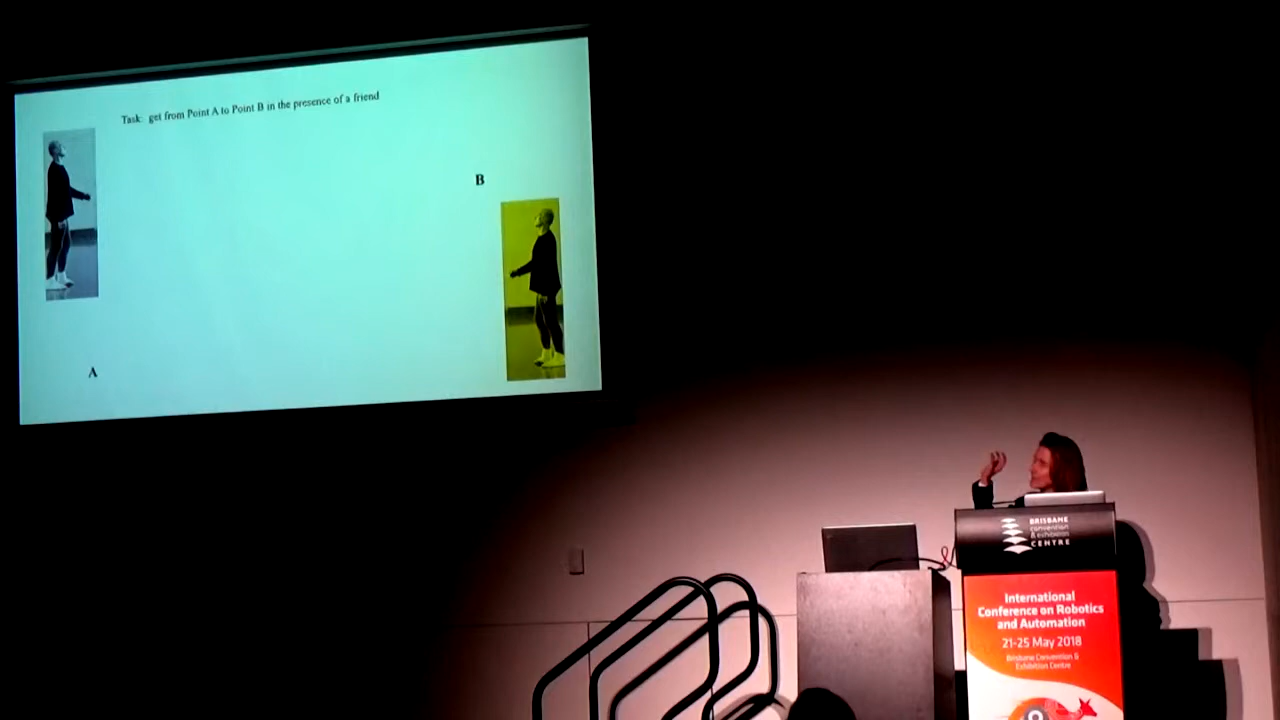 Task: get from Point A to Point B in the presence of a friend
B
A
BRISBANE
convention
& exhibition
CENTRE
International
Conference on Robotics
and Automation
21-25 May 2018
Brisbane Convention &
Exhibition Centre